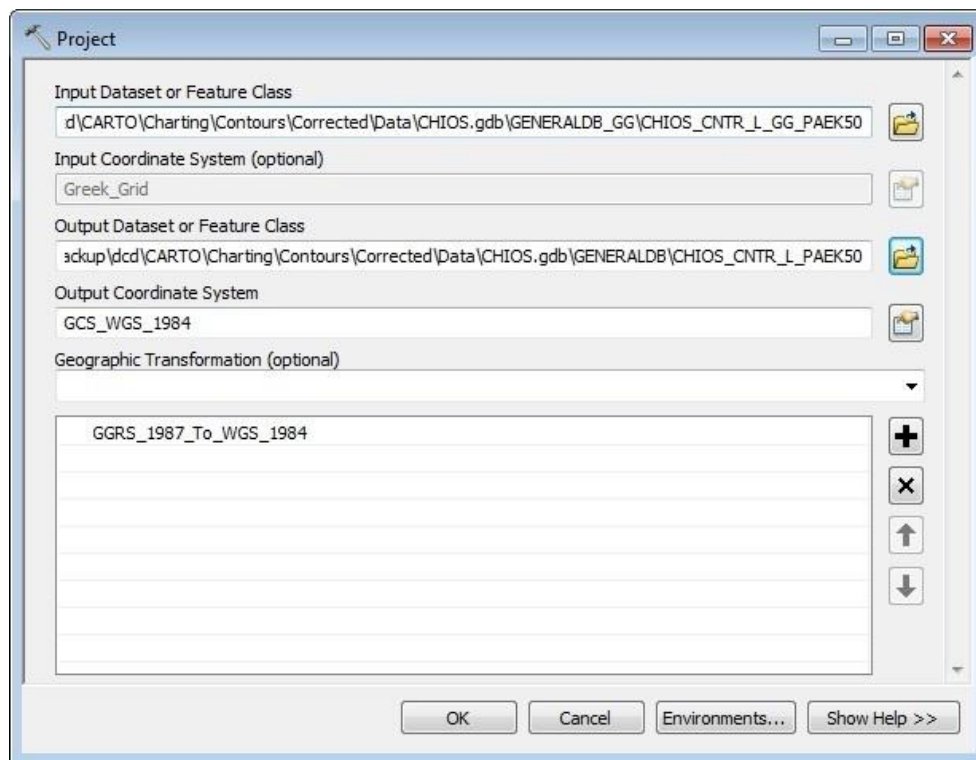 Project
Input Dataset or Feature Class
d\CARTO\Charting\Contours\Corrected\Data\CHIOS.gdb\GENERALDB_GG\CHIOS_CNTR_L_GG_PAEK50
Input Coordinate System (optional)
Greek_Grid
Output Dataset or Feature Class
ackup\dcd\CARTO\Charting\Contours\Corrected\Data\CHIOS.gdb\GENERALDB\CHIOS_CNTR_L_PAEK50
Output Coordinate System
GCS_WGS_1984
Geographic Transformation (optional)
GGRS_1987_To_WGS_1984
OK Cancel Environments... Show Help >>